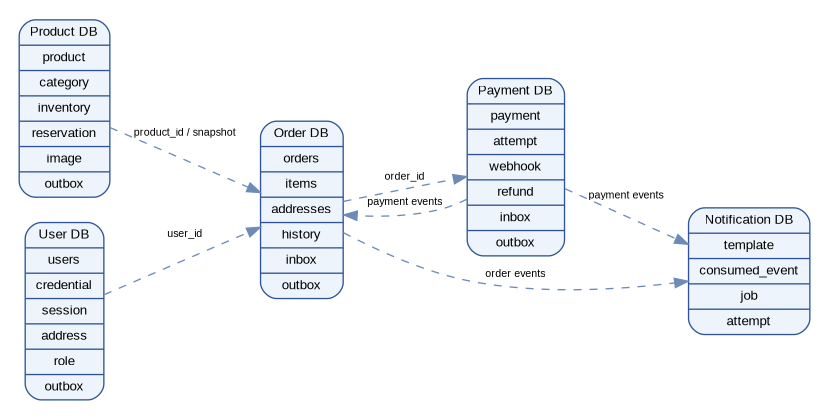 Product DB
product
category
inventory
reservation
image
outbox
User DB
users
credential
session
address
role
outbox
product_id / snapshot
user_id
Order DB
orders
items
addresses
history
inbox
outbox
order_id
payment events
order events
Payment DB
payment
attempt
webhook
refund
inbox
outbox
payment events
Notification DB
template
consumed_event
job
attempt